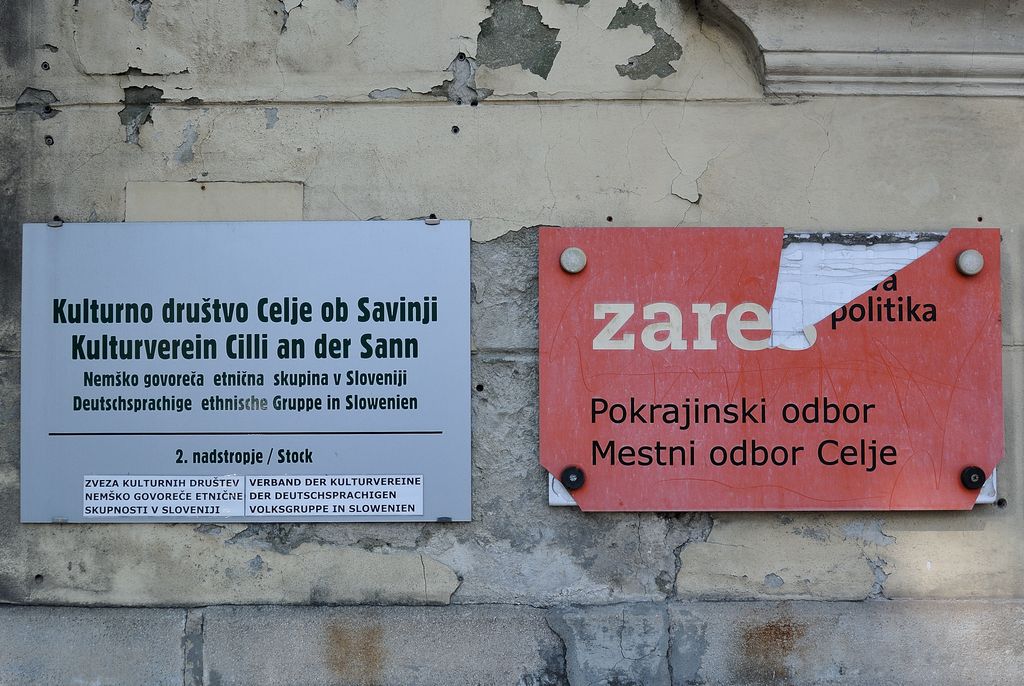 Kulturno društvo Celje ob Savinji
Kulturverein Cilli an der Sann
Nemško govoreča etnična skupina v Sloveniji
Deutschsprachige ethnische Gruppe in Slowenien
2. nadstropje / Stock
ZVEZA KULTURNIH DRUŠTEV
NEMŠKO GOVOREČE ETNIČNE
SKUPNOSTI V SLOVENIJI
VERBAND DER KULTURVEREINE
DER DEUTSCHSPRACHIGEN
VOLKSGRUPPE IN SLOWENIEN
zares
politika
Pokrajinski odbor
Mestni odbor Celje